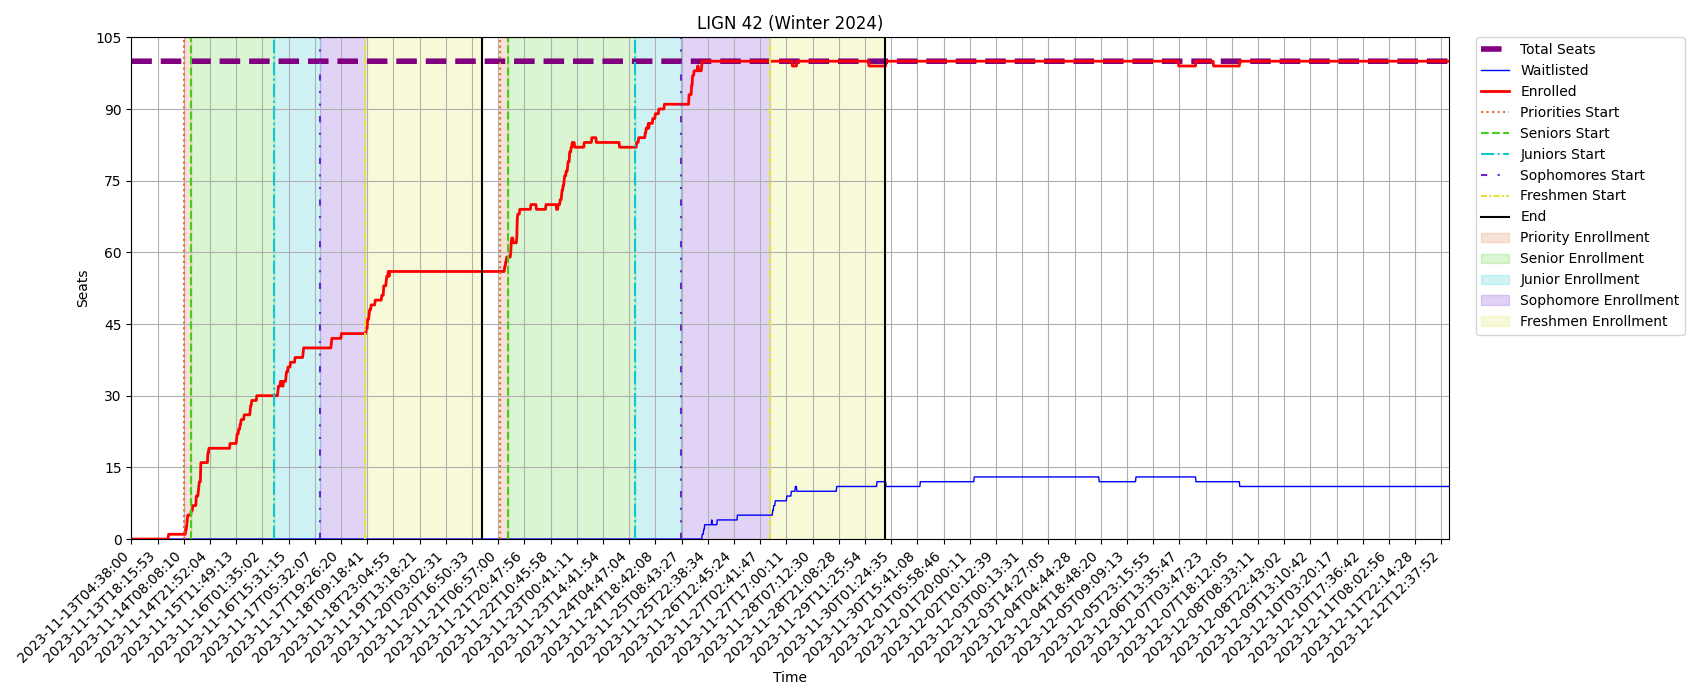 LIGN 42 (Winter 2024)
105
90
75
60
45
30
15
0
Seats
2023-11-13T04:38:00
2023-11-13T18:15:53
2023-11-14T08:08:10
2023-11-14T21:52:04
2023-11-15T11:49:13
2023-11-16T01:35:02
2023-11-16T15:31:15
2023-11-17T05:32:07
2023-11-17T19:26:20
2023-11-18T09:18:41
2023-11-18T23:04:55
2023-11-19T13:18:21
2023-11-20T03:02:31
2023-11-20T16:50:33
2023-11-21T06:57:00
2023-11-21T20:47:56
2023-11-22T10:45:58
2023-11-23T00:41:11
2023-11-23T14:41:54
2023-11-24T04:47:04
2023-11-24T18:42:08
2023-11-25T08:43:27
2023-11-25T22:38:34
2023-11-26T12:45:24
2023-11-27T02:41:47
2023-11-27T17:00:11
2023-11-28T07:12:30
2023-11-28T21:08:28
2023-11-29T11:25:54
2023-11-30T01:24:35
2023-11-30T15:41:08
2023-12-01T05:58:46
2023-12-01T20:00:11
2023-12-02T10:12:39
2023-12-03T00:13:31
2023-12-03T14:27:05
2023-12-04T04:44:28
2023-12-04T18:48:20
2023-12-05T09:09:13
2023-12-05T23:15:55
2023-12-06T13:35:47
2023-12-07T03:47:23
2023-12-07T18:12:05
2023-12-08T08:33:11
2023-12-08T22:43:02
2023-12-09T13:10:42
2023-12-10T03:20:17
2023-12-10T17:36:42
2023-12-11T08:02:56
2023-12-11T22:14:28
2023-12-12T12:37:52
Time
Total Seats
Waitlisted
Enrolled
Priorities Start
Seniors Start
Juniors Start
Sophomores Start
Freshmen Start
End
Priority Enrollment
Senior Enrollment
Junior Enrollment
Sophomore Enrollment
Freshmen Enrollment